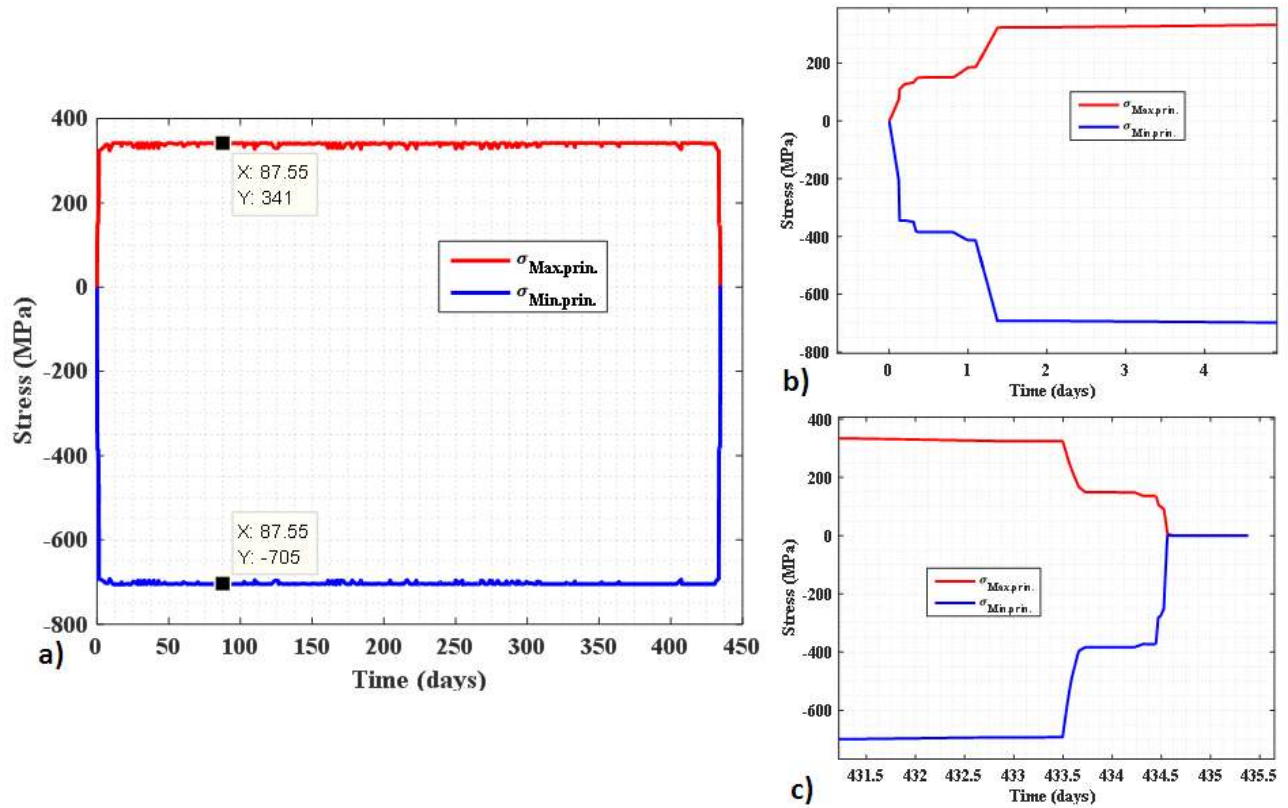 400
200
0
-200
-400
-600
-800
Stress (MPa)
X: 87.55
Y: 341
σMax.prin.
σMin.prin.
X: 87.55
Y: -705
0 50 100 150 200 250 300 350 400 450
Time (days)
a)
200
0
-200
-400
-600
-800
Stress (MPa)
σMax.prin.
σMin.prin.
0 1 2 3 4
Time (days)
b)
400
200
0
-200
-400
-600
Stress (MPa)
σMax.prin.
σMin.prin.
431.5 432 432.5 433 433.5 434 434.5 435 435.5
Time (days)
c)